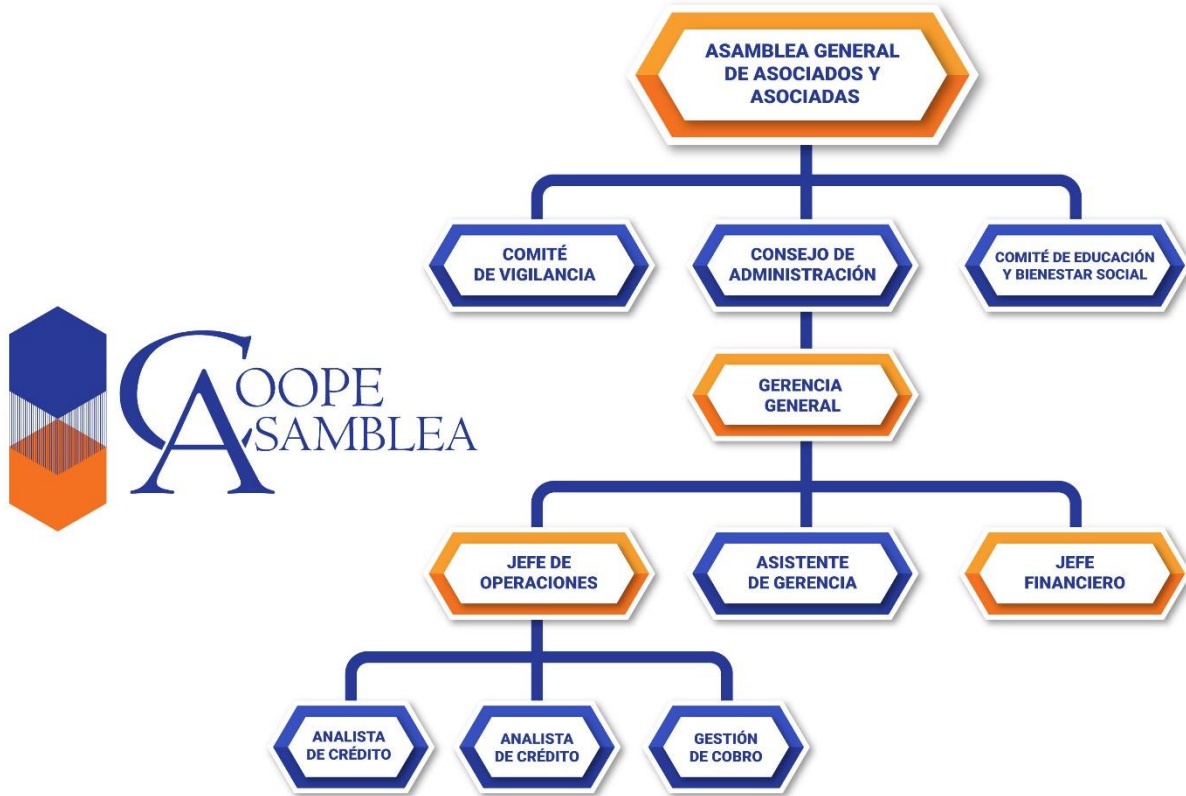 ASAMBLEA GENERAL
DE ASOCIADOS Y
ASOCIADAS
COMITÉ
DE VIGILANCIA
CONSEJO DE
ADMINISTRACIÓN
COMITÉ DE EDUCACIÓN
Y BIENESTAR SOCIAL
COOPE
ASAMBLEA
GERENCIA
GENERAL
JEFE DE
OPERACIONES
ASISTENTE
DE GERENCIA
JEFE
FINANCIERO
ANALISTA
DE CRÉDITO
ANALISTA
DE CRÉDITO
GESTIÓN
DE COBRO